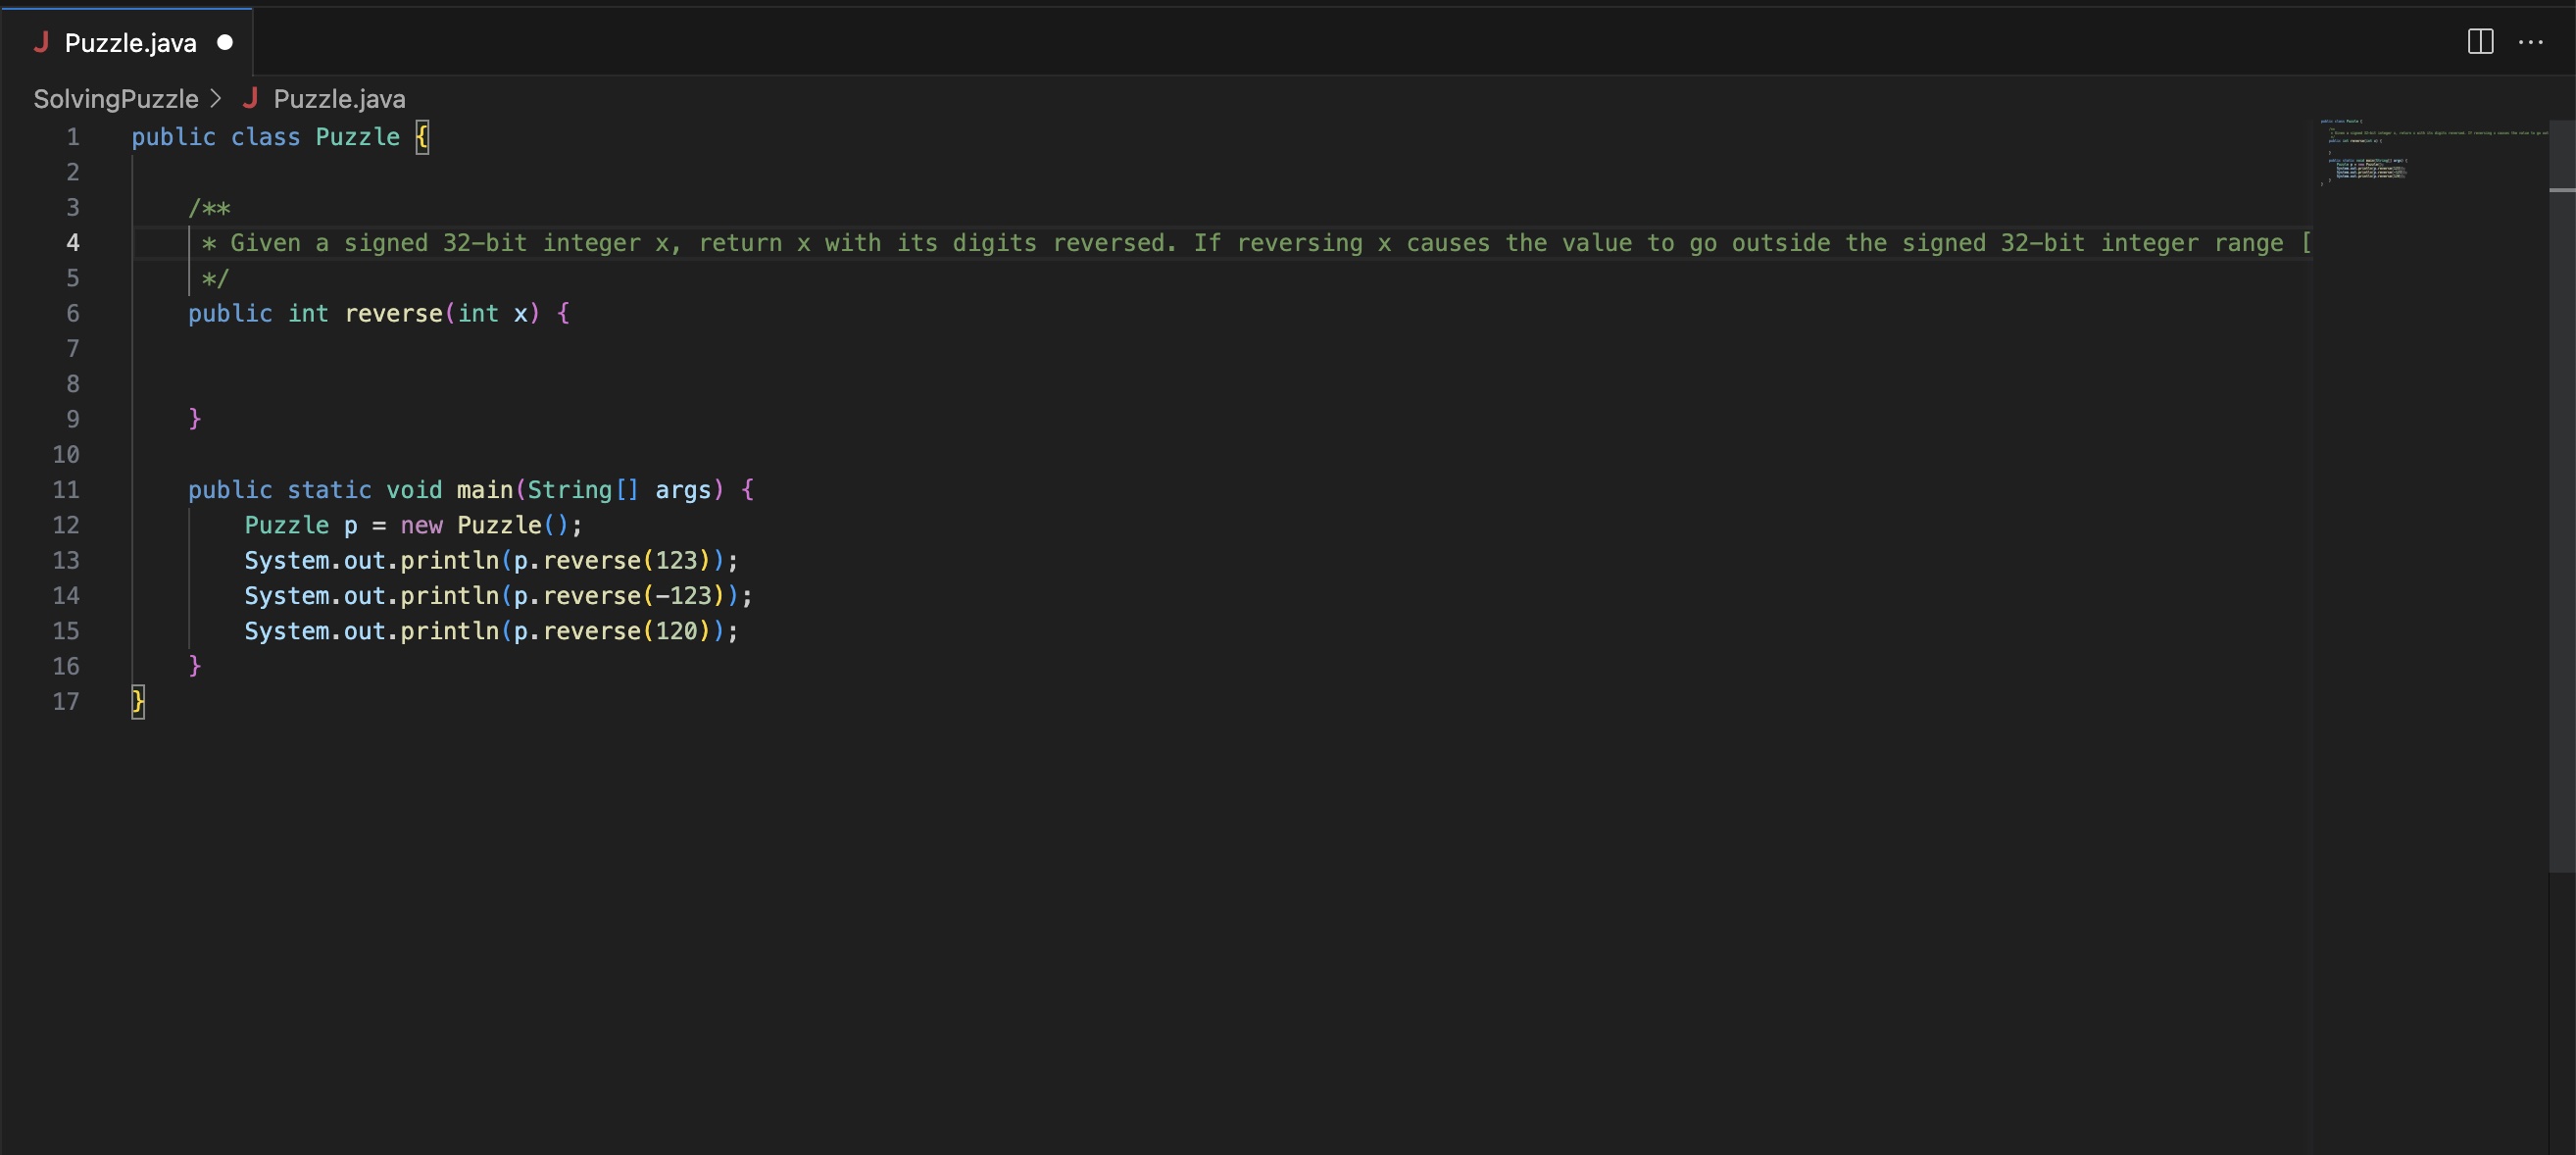 Puzzle.java
SolvingPuzzle > Puzzle.java
1 public class Puzzle {
2
3     /**
4      * Given a signed 32-bit integer x, return x with its digits reversed. If reversing x causes the value to go outside the signed 32-bit integer range [
5      */
6     public int reverse(int x) {
7
8
9     }
10
11     public static void main(String[] args) {
12         Puzzle p = new Puzzle();
13         System.out.println(p.reverse(123));
14         System.out.println(p.reverse(-123));
15         System.out.println(p.reverse(120));
16     }
17 }